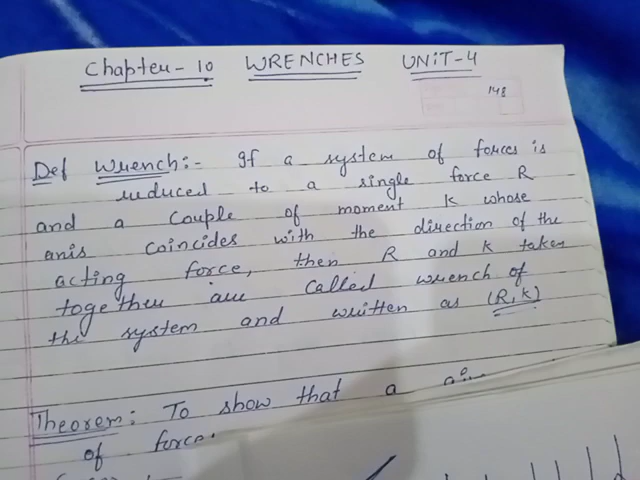 Chapter-10 WRENCHES UNIT-4
148
Def Wrench:- If a system of forces is
reduced to a single force R
and a couple of moment K whose
axis coincides with the direction of the
acting force, then R and K taken
together are called wrench of
the system and written as (R,K)
Theorem: To show that a
of